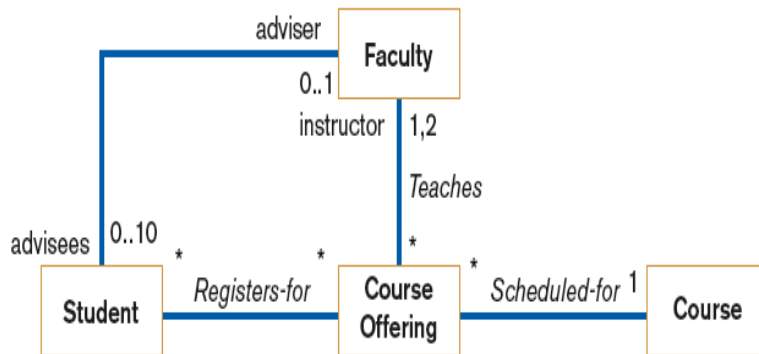 adviser
Faculty
0..1
instructor 1,2
Teaches
advisees 0..10
* * * *
Registers-for
Scheduled-for 1
Student
Course
Offering
Course